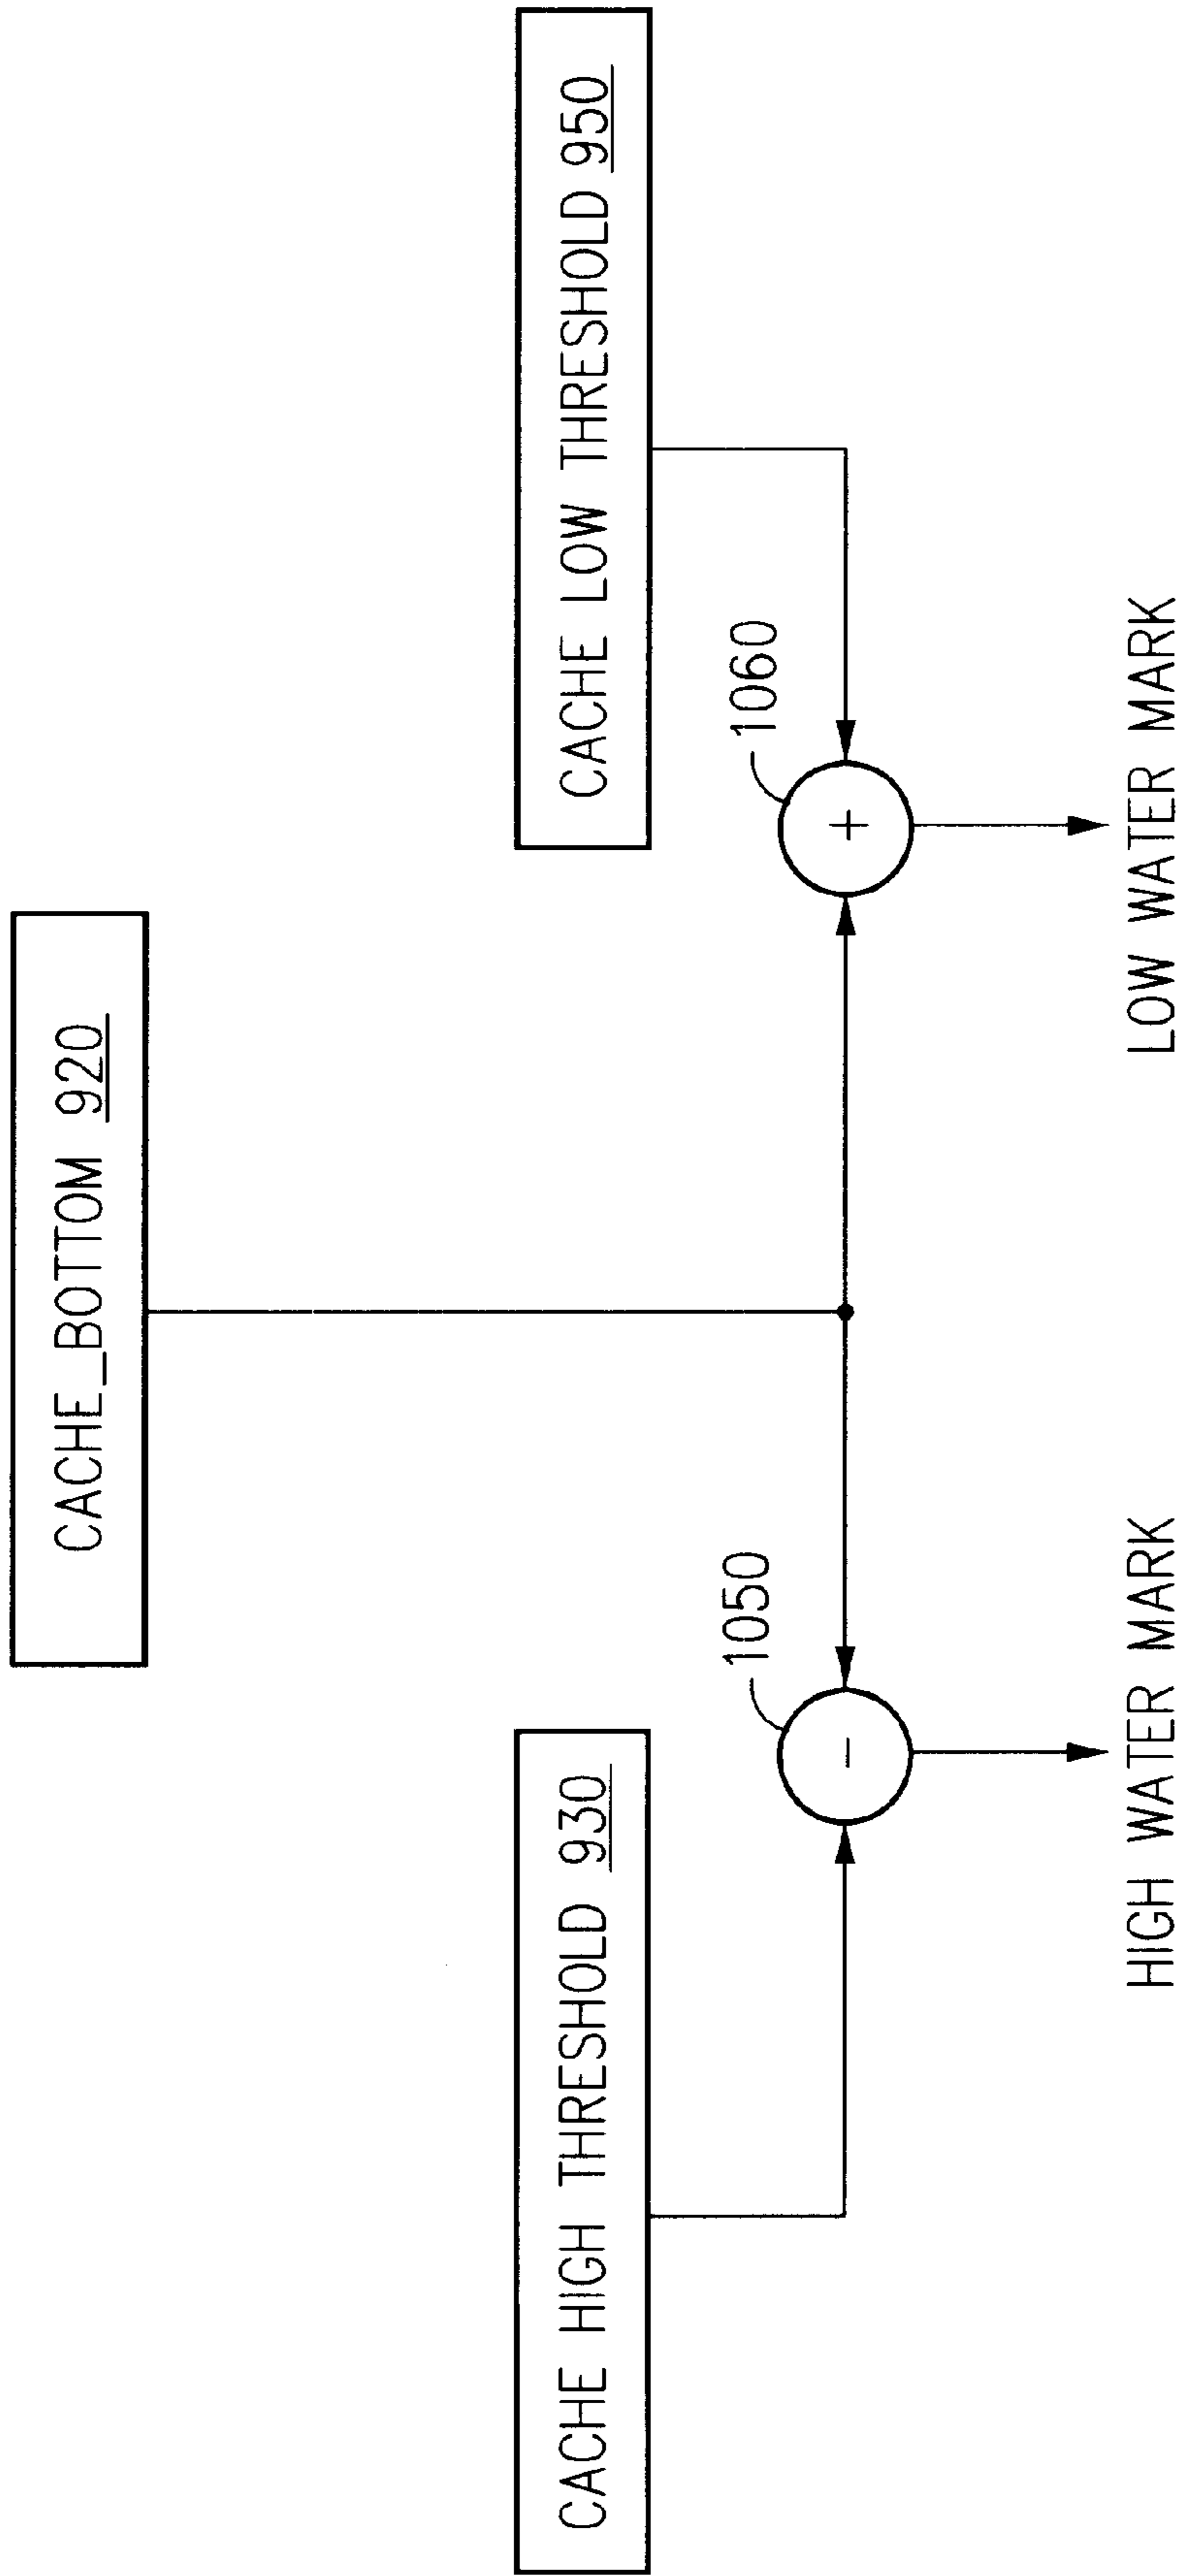 CACHE_BOTTOM 920
CACHE HIGH THRESHOLD 930
CACHE LOW THRESHOLD 950
1050
1060
-
+
HIGH WATER MARK
LOW WATER MARK